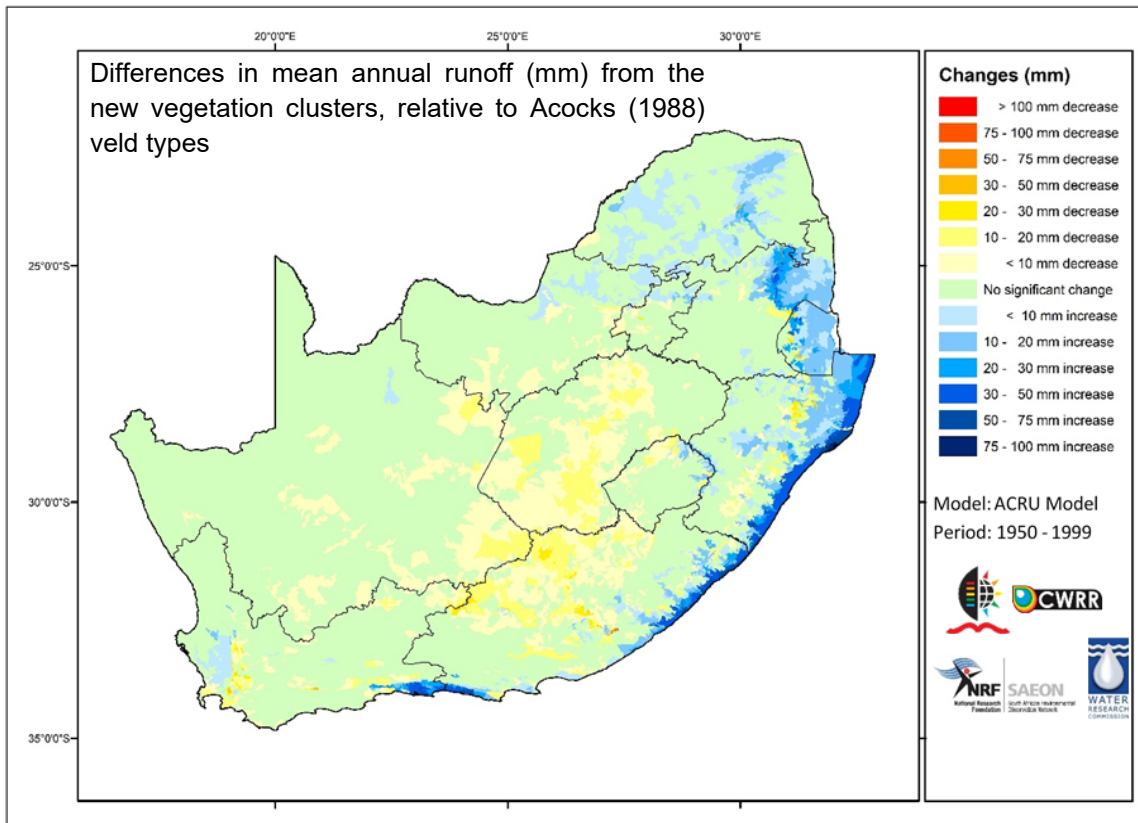 20°0'0"E 25°0'0"E 30°0'0"E
Differences in mean annual runoff (mm) from the
new vegetation clusters, relative to Acocks (1988)
veld types
25°0'0"S
30°0'0"S
35°0'0"S
Changes (mm)
> 100 mm decrease
75 - 100 mm decrease
50 - 75 mm decrease
30 - 50 mm decrease
20 - 30 mm decrease
10 - 20 mm decrease
< 10 mm decrease
No significant change
< 10 mm increase
10 - 20 mm increase
20 - 30 mm increase
30 - 50 mm increase
50 - 75 mm increase
75 - 100 mm increase
Model: ACRU Model
Period: 1950 - 1999
CWRR
NRF
National Research
Foundation
SAEON
South African Environmental
Observation Network
WATER
RESEARCH
COMMISSION